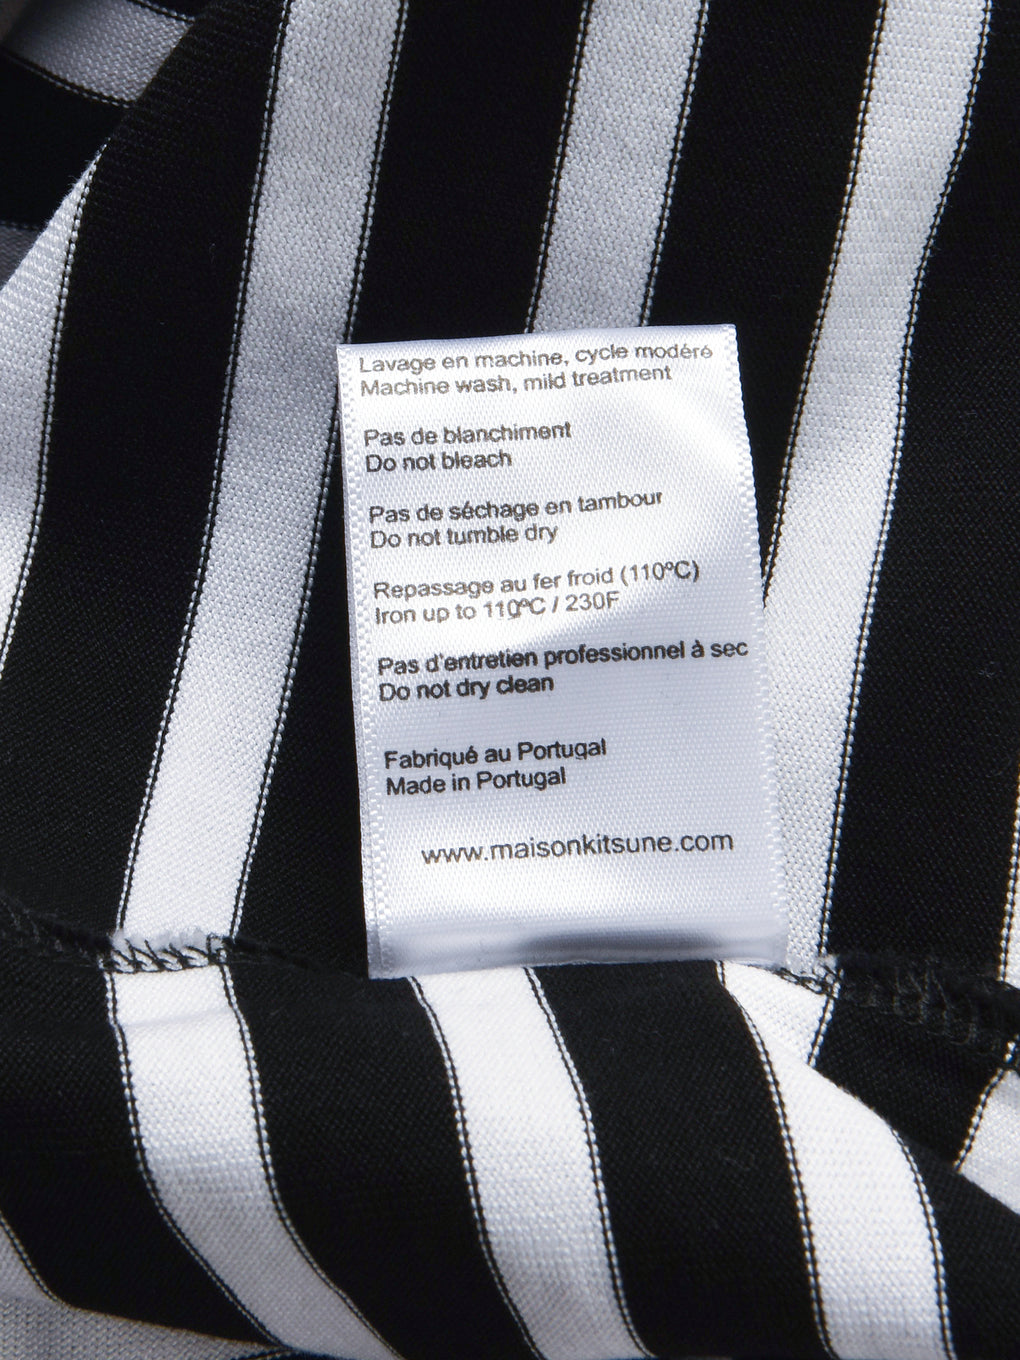 Lavage en machine, cycle modéré
Machine wash, mild treatment
Pas de blanchiment
Do not bleach
Pas de séchage en tambour
Do not tumble dry
Repassage au fer froid (110ºC)
Iron up to 110ºC / 230F
Pas d'entretien professionnel à sec
Do not dry clean
Fabriqué au Portugal
Made in Portugal
www.maisonkitsune.com